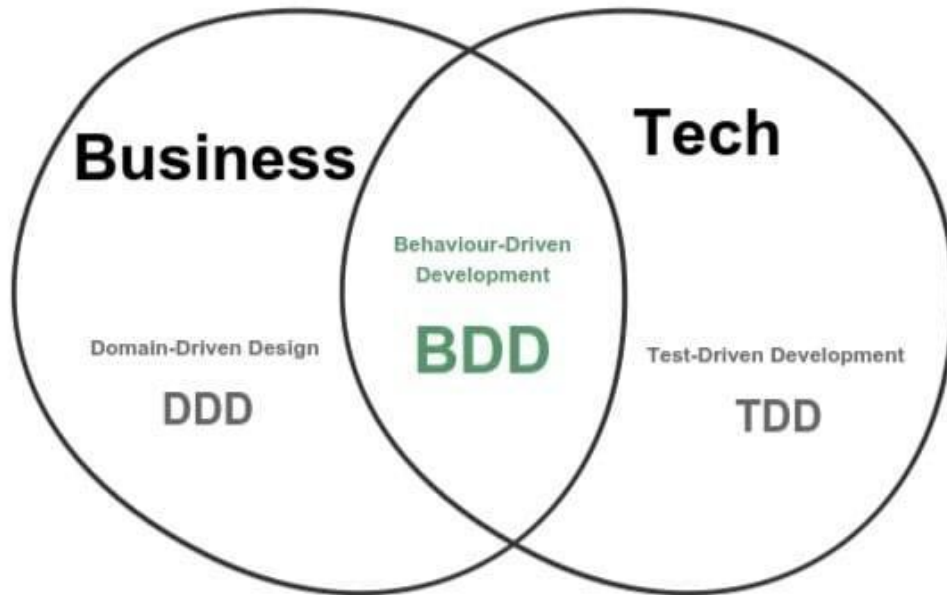 Business
Tech
Behaviour-Driven
Development
BDD
Domain-Driven Design
DDD
Test-Driven Development
TDD